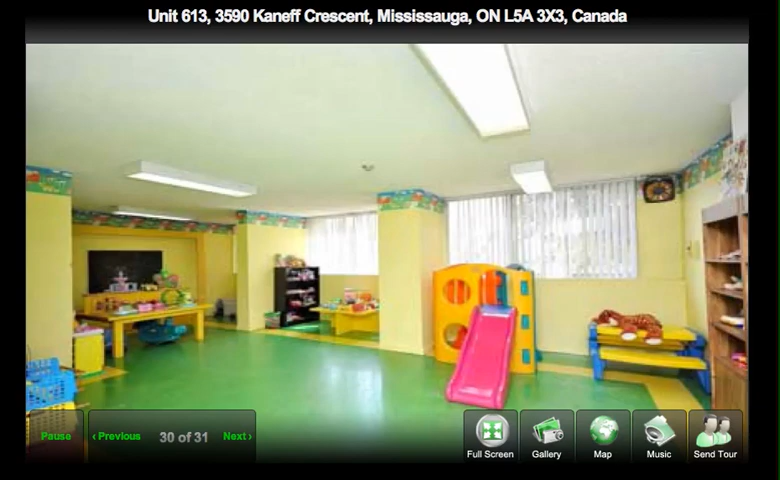 Unit 613, 3590 Kaneff Crescent, Mississauga, ON L5A 3X3, Canada
Pause
‹ Previous
30 of 31
Next ›
Full Screen
Gallery
Map
Music
Send Tour